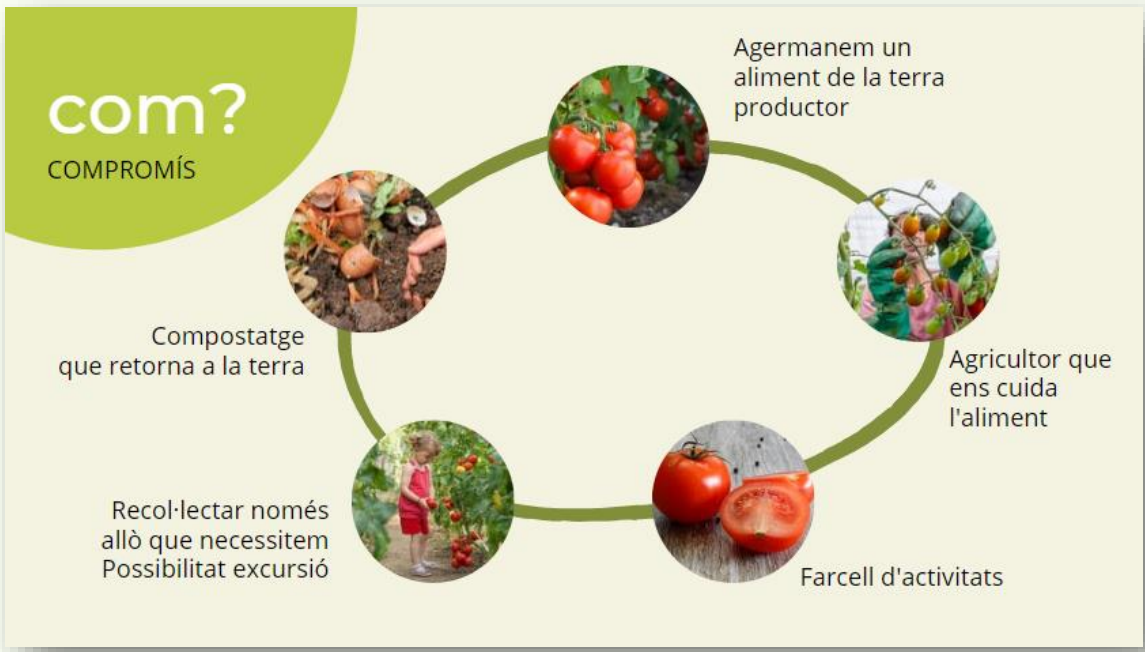 com?
COMPROMÍS
Agermanem un
aliment de la terra
productor
Agricultor que
ens cuida
l'aliment
Farcell d'activitats
Recol·lectar només
allò que necessitem
Possibilitat excursió
Compostatge
que retorna a la terra